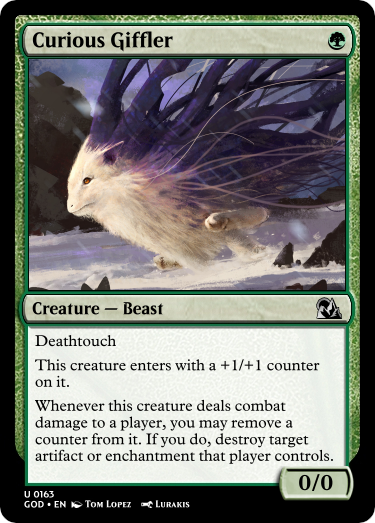 Curious Giffler
Creature — Beast
Deathtouch
This creature enters with a +1/+1 counter
on it.
Whenever this creature deals combat
damage to a player, you may remove a
counter from it. If you do, destroy target
artifact or enchantment that player controls.
0/0
U 0163
GOD • EN Tom Lopez Lurakis